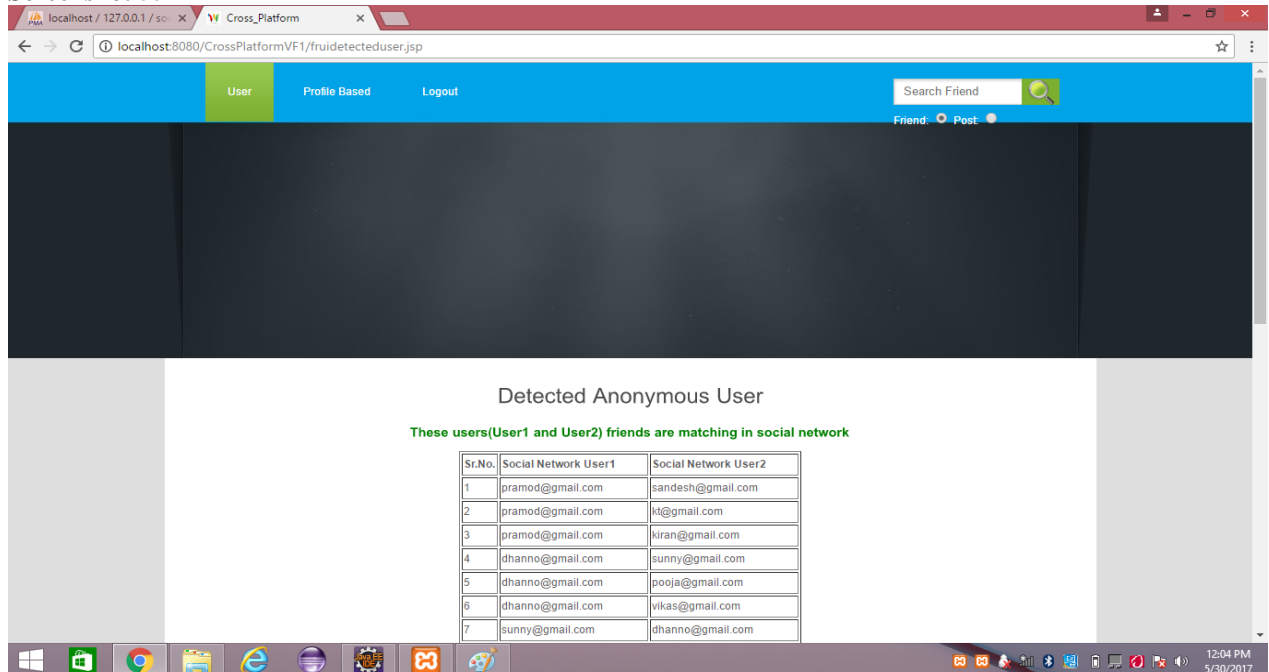 localhost / 127.0.0.1 / so
Cross_Platform
localhost:8080/CrossPlatformVF1/fruidetecteduser.jsp
User Profile Based Logout
Search Friend
Friend: Post:
Detected Anonymous User
These users(User1 and User2) friends are matching in social network
Sr.No. Social Network User1 Social Network User2
1 pramod@gmail.com sandesh@gmail.com
2 pramod@gmail.com kt@gmail.com
3 pramod@gmail.com kiran@gmail.com
4 dhanno@gmail.com sunny@gmail.com
5 dhanno@gmail.com pooja@gmail.com
6 dhanno@gmail.com vikas@gmail.com
7 sunny@gmail.com dhanno@gmail.com
12:04 PM
5/30/2017